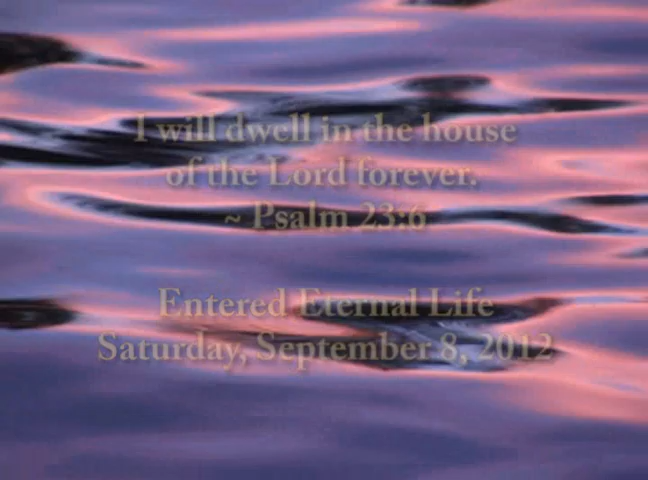 I will dwell in the house
of the Lord forever.
~ Psalm 23:6
Entered Eternal Life
Saturday, September 8, 2012